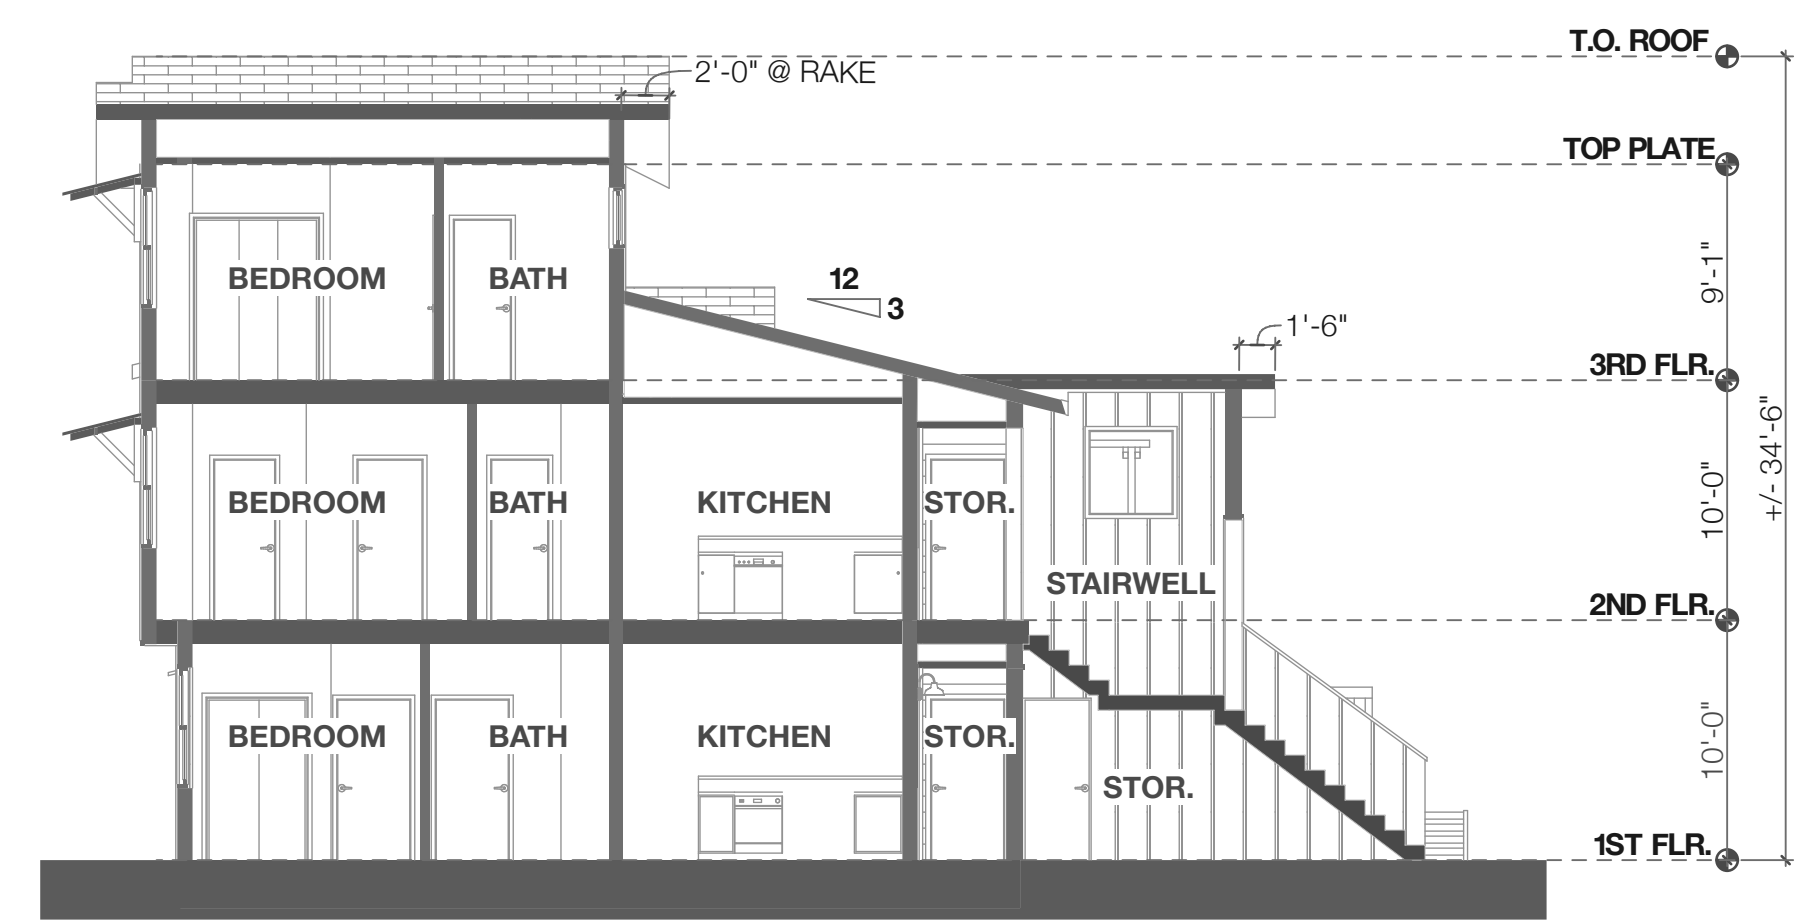 T.O. ROOF
2'-0" @ RAKE
TOP PLATE
9'-1"
BEDROOM BATH
12
3
1'-6"
3RD FLR.
+/- 34'-6"
10'-0"
BEDROOM BATH KITCHEN STOR.
STAIRWELL
2ND FLR.
10'-0"
BEDROOM BATH KITCHEN STOR.
STOR.
1ST FLR.